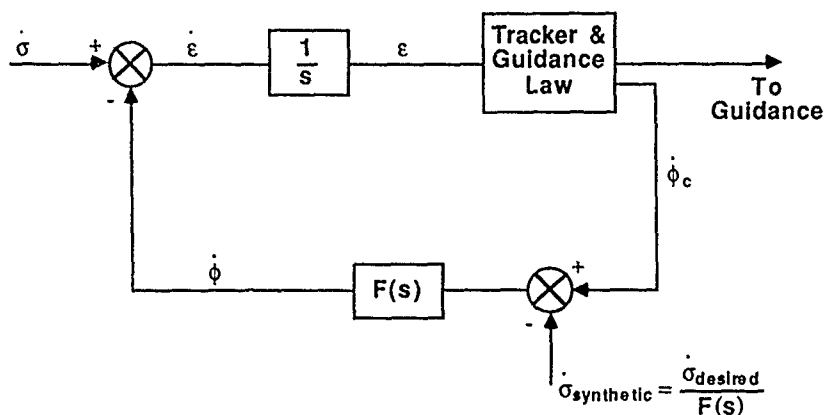 σ̇ + ε̇ 1/s ε Tracker &
Guidance
Law
-
To
Guidance
φ̇c
φ̇ F(s) +
-
σ̇synthetic = σ̇desired / F(s)